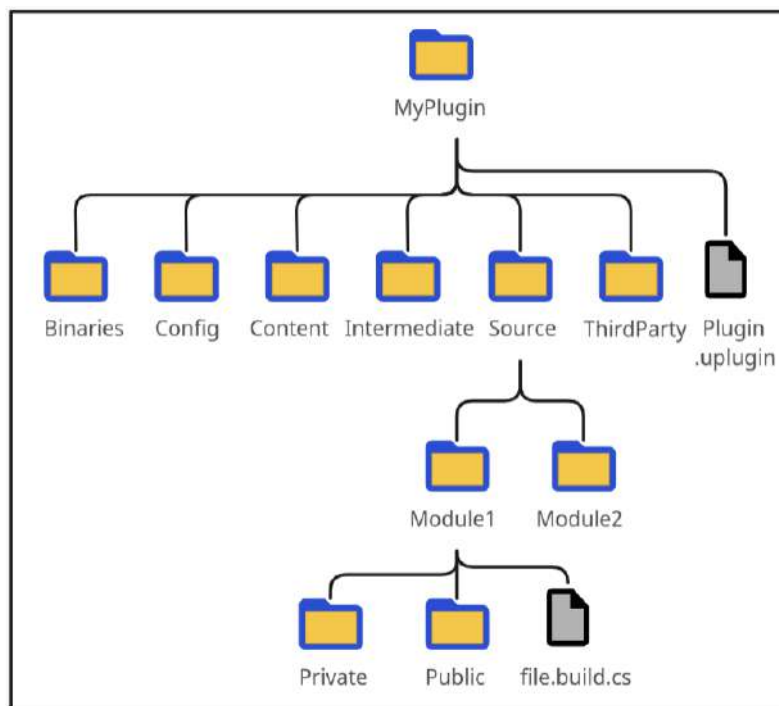 MyPlugin
Binaries
Config
Content
Intermediate
Source
ThirdParty
Plugin
.uplugin
Module1
Module2
Private
Public
file.build.cs